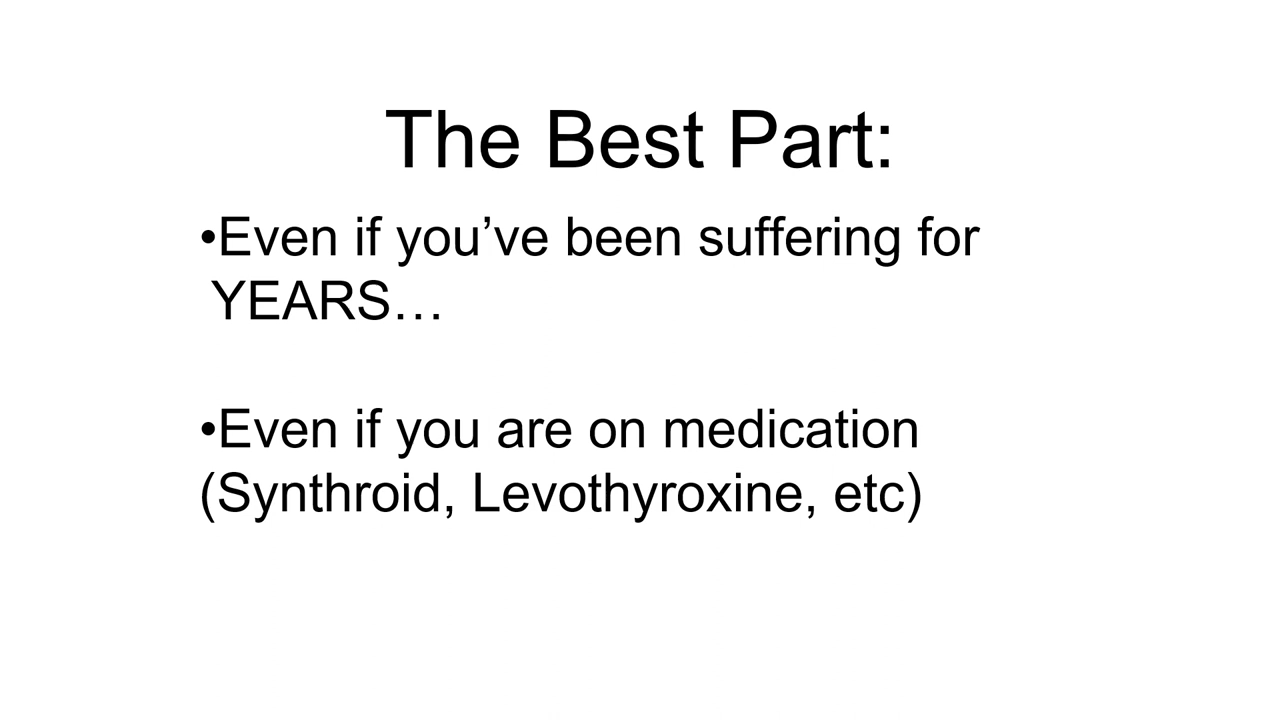 The Best Part:
•Even if you’ve been suffering for
YEARS…
•Even if you are on medication
(Synthroid, Levothyroxine, etc)